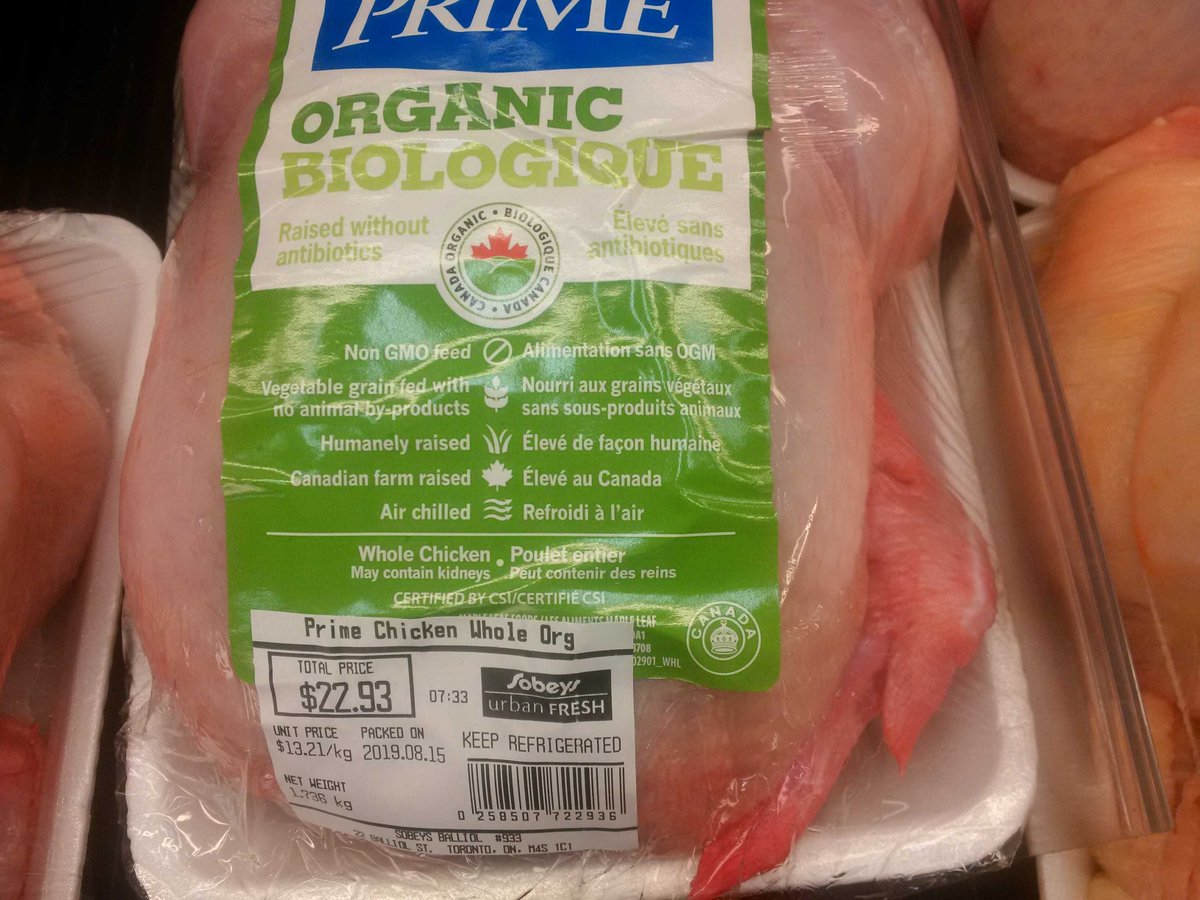 PRIME
ORGANIC
BIOLOGIQUE
Raised without
antibiotics
Élevé sans
antibiotiques
CANADA ORGANIC • BIOLOGIQUE CANADA •
Non GMO feed Alimentation sans OGM
Vegetable grain fed with
no animal by-products
Nourri aux grains végétaux
sans sous-produits animaux
Humanely raised Élevé de façon humaine
Canadian farm raised Élevé au Canada
Air chilled Refroidi à l'air
Whole Chicken • Poulet entier
May contain kidneys Peut contenir des reins
CERTIFIED BY CSI/CERTIFIÉ CSI
LES ALIMENTS MAPLE LEAF
02901_WHL
CANADA
Prime Chicken Whole Org
TOTAL PRICE
$22.93
07:33
Sobeys
urban FRESH
UNIT PRICE PACKED ON
$13.21/kg 2019.08.15
KEEP REFRIGERATED
NET WEIGHT
1.736 kg
0 258507 722936
SOBEYS BALLIOL #933
22 BALLIOL ST. TORONTO, ON, M4S 1C1